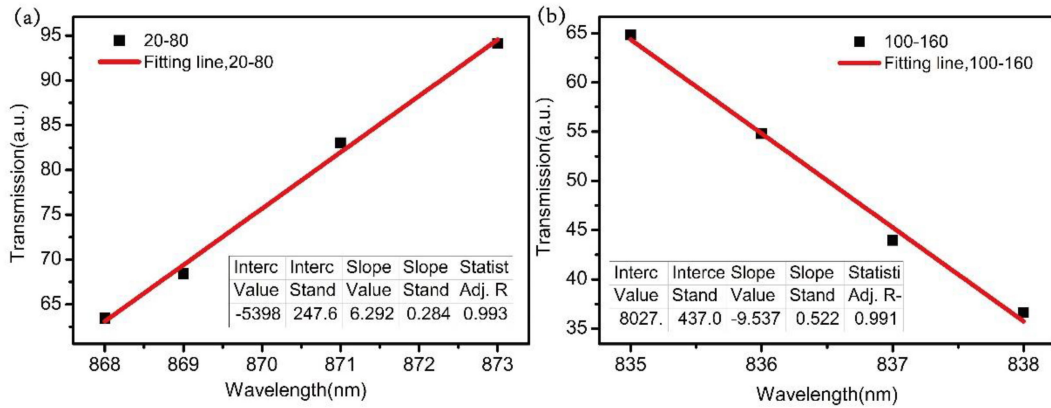 (a)
20-80
Fitting line,20-80
Transmission(a.u.)
95
90
85
80
75
70
65
Interc Interc Slope Slope Statist
Value Stand Value Stand Adj. R
-5398 247.6 6.292 0.284 0.993
868 869 870 871 872 873
Wavelength(nm)
(b)
100-160
Fitting line,100-160
Transmission(a.u.)
65
60
55
50
45
40
35
Interc Interce Slope Slope Statisti
Value Stand Value Stand Adj. R-
8027. 437.0 -9.537 0.522 0.991
835 836 837 838
Wavelength(nm)